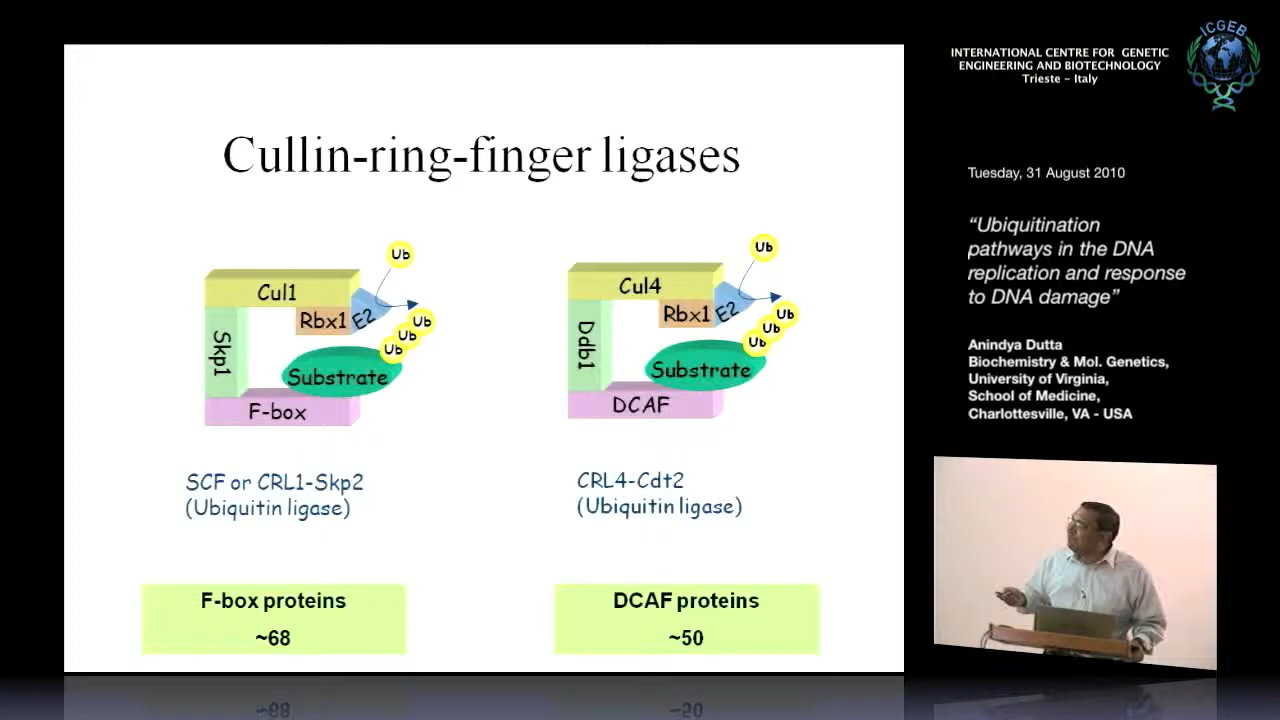 Cullin-ring-finger ligases
Ub
Cul1
Rbx1
E2
Skp1
Ub
Ub
Ub
Substrate
F-box
SCF or CRL1-Skp2
(Ubiquitin ligase)
F-box proteins
~68
Ub
Cul4
Rbx1
E2
Ddb1
Ub
Ub
Ub
Substrate
DCAF
CRL4-Cdt2
(Ubiquitin ligase)
DCAF proteins
~50
INTERNATIONAL CENTRE FOR GENETIC
ENGINEERING AND BIOTECHNOLOGY
Trieste - Italy
ICGEB
Tuesday, 31 August 2010
“Ubiquitination
pathways in the DNA
replication and response
to DNA damage”
Anindya Dutta
Biochemistry & Mol. Genetics,
University of Virginia,
School of Medicine,
Charlottesville, VA - USA